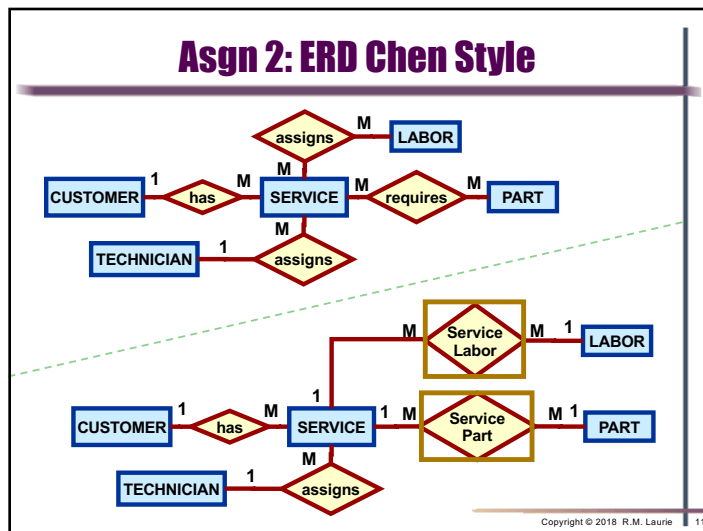 Asgn 2: ERD Chen Style
assigns
M
LABOR
M
CUSTOMER
1
has
M
SERVICE
M
requires
M
PART
M
TECHNICIAN
1
assigns
M
Service
Labor
M
1
LABOR
1
CUSTOMER
1
has
M
SERVICE
1
M
Service
Part
M
1
PART
M
TECHNICIAN
1
assigns
Copyright © 2018 R.M. Laurie
11